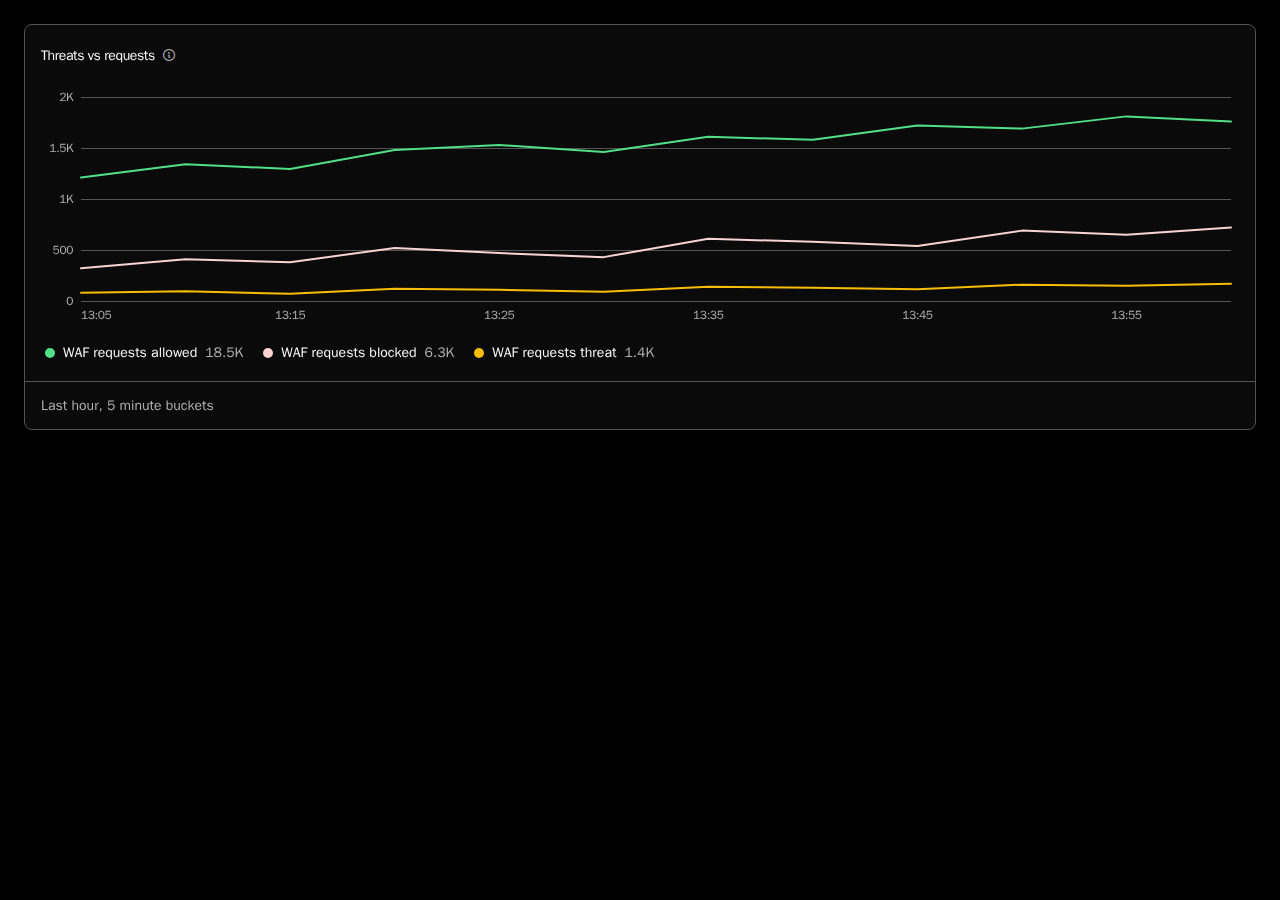 Threats vs requests
2K
1.5K
1K
500
0
13:05 13:15 13:25 13:35 13:45 13:55
WAF requests allowed 18.5K WAF requests blocked 6.3K WAF requests threat 1.4K
Last hour, 5 minute buckets